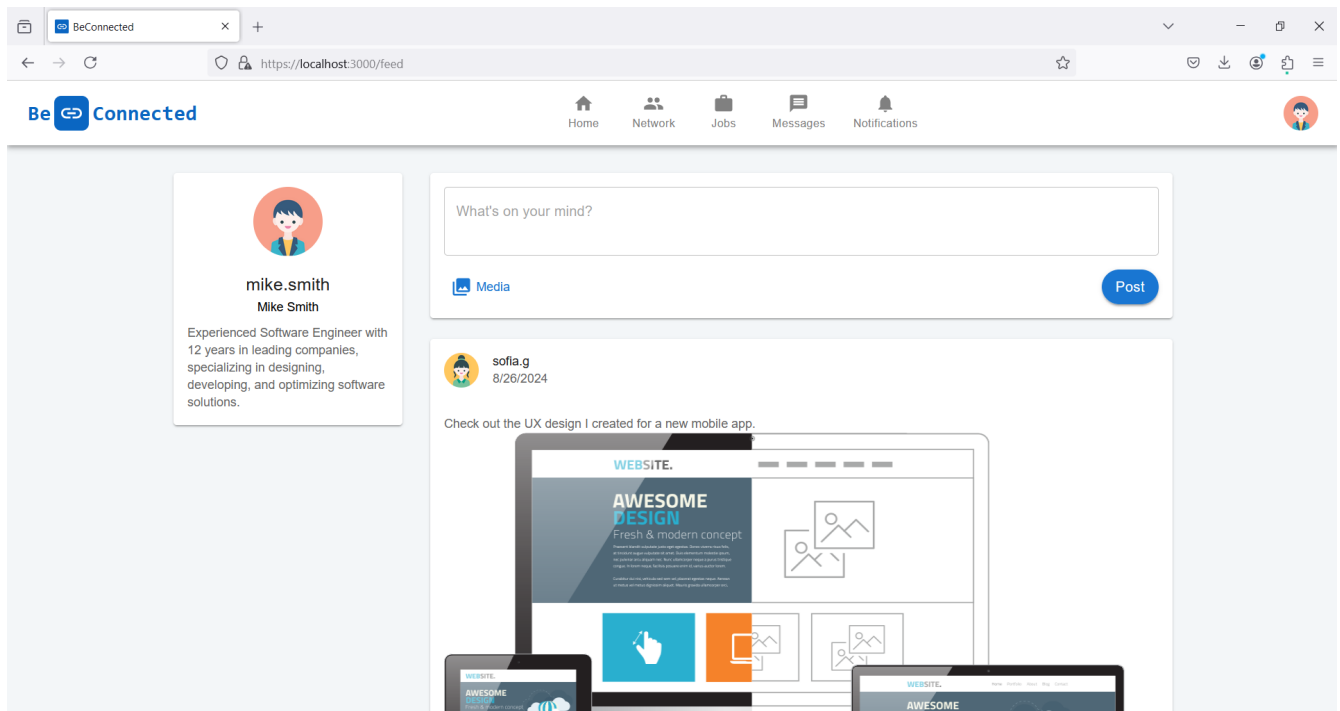 BeConnected
https://localhost:3000/feed
Be Connected
Home Network Jobs Messages Notifications
mike.smith
Mike Smith
Experienced Software Engineer with
12 years in leading companies,
specializing in designing,
developing, and optimizing software
solutions.
What's on your mind?
Media
Post
sofia.g
8/26/2024
Check out the UX design I created for a new mobile app.
WEBSITE.
AWESOME
DESIGN
Fresh & modern concept
WEBSITE.
AWESOME
DESIGN
Fresh & modern concept
WEBSITE.
AWESOME